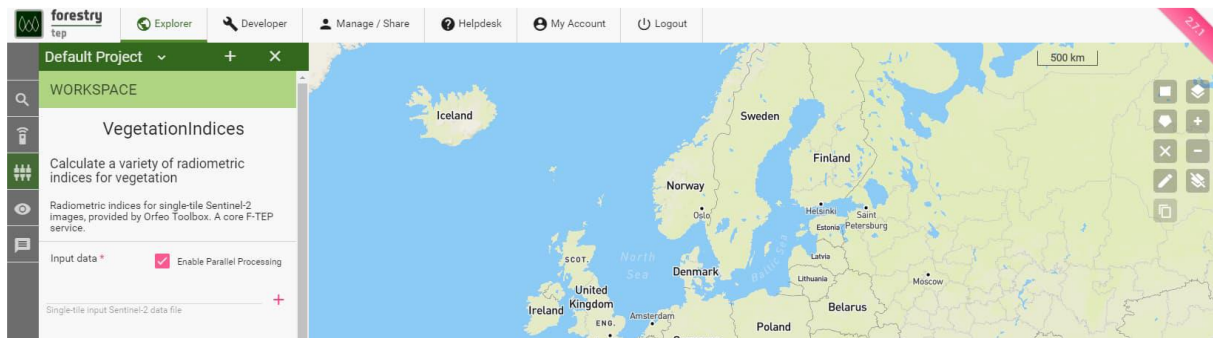 forestry
tep
Explorer
Developer
Manage / Share
Helpdesk
My Account
Logout
2.7.1
Default Project
WORKSPACE
VegetationIndices
Calculate a variety of radiometric
indices for vegetation
Radiometric indices for single-tile Sentinel-2
images, provided by Orfeo Toolbox. A core F-TEP
service.
Input data *
Enable Parallel Processing
Single-tile input Sentinel-2 data file
500 km
Iceland
Sweden
Finland
Norway
Oslo
Helsinki
Saint
Petersburg
Estonia
SCOT.
North
Sea
Denmark
Baltic Sea
Latvia
Lithuania
Moscow
United
Kingdom
Ireland
ENG.
Amsterdam
Belarus
Poland